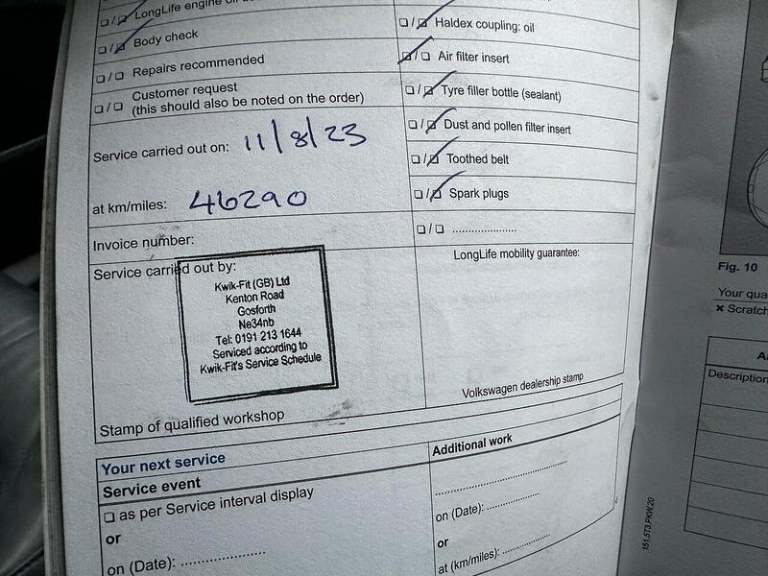 LongLife engine oil
Body check
Repairs recommended
Customer request
(this should also be noted on the order)
Service carried out on: 11/8/23
at km/miles: 46290
Invoice number:
Service carried out by:
Kwik-Fit (GB) Ltd
Kenton Road
Gosforth
Ne34nb
Tel: 0191 213 1644
Serviced according to
Kwik-Fit's Service Schedule
Stamp of qualified workshop
Haldex coupling: oil
Air filter insert
Tyre filler bottle (sealant)
Dust and pollen filter insert
Toothed belt
Spark plugs
....................
LongLife mobility guarantee:
Volkswagen dealership stamp
Your next service
Service event
as per Service interval display
or
on (Date): ....................
Additional work
....................
on (Date): ....................
or
at (km/miles): ....................
151.5T3.PKW.20
Fig. 10
Your qua
× Scratch
Description